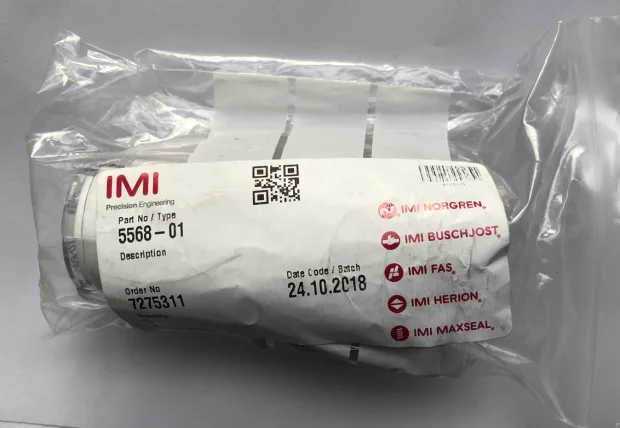 IMI
Precision Engineering
Part No / Type
5568-01
Description
Order No
7275311
Date Code / Batch
24.10.2018
IMI NORGREN®
IMI BUSCHJOST®
IMI FAS®
IMI HERION®
IMI MAXSEAL®